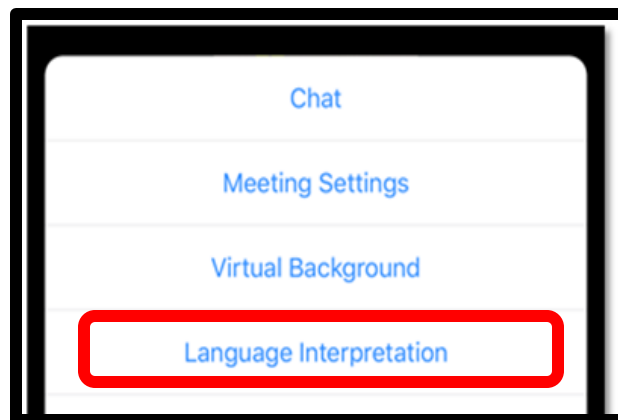 Chat
Meeting Settings
Virtual Background
Language Interpretation